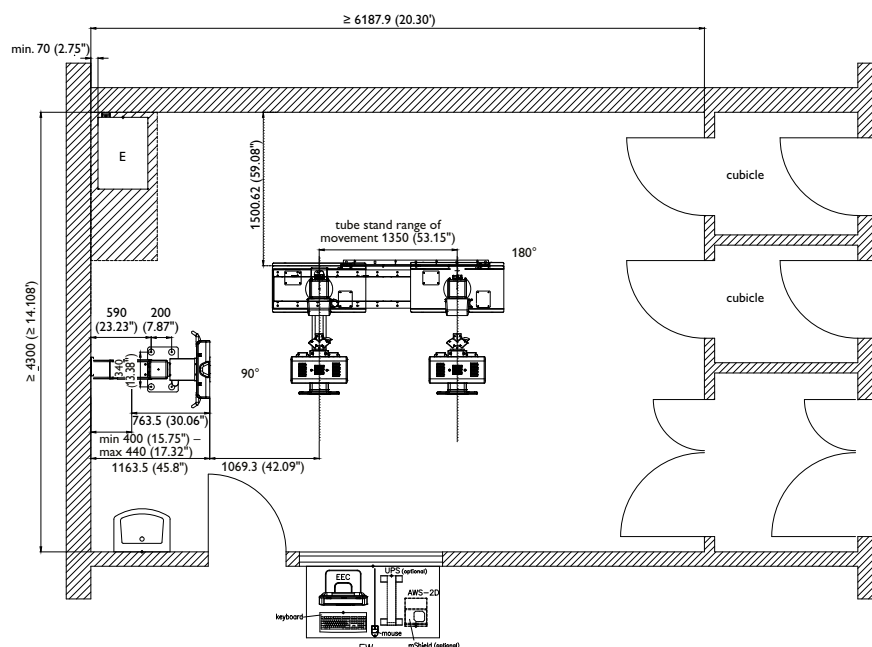 ≥ 6187.9 (20.30')
min. 70 (2.75")
E
1500.62 (59.08")
cubicle
tube stand range of
movement 1350 (53.15")
180°
≥ 4300 (≥ 14.108')
cubicle
590
(23.23")
200
(7.87")
340
(13.38")
90°
763.5 (30.06")
min 400 (15.75") –
max 440 (17.32")
1163.5 (45.8")
1069.3 (42.09")
EEC
UPS (optional)
AWS-2D
keyboard
mouse
mShield (optional)